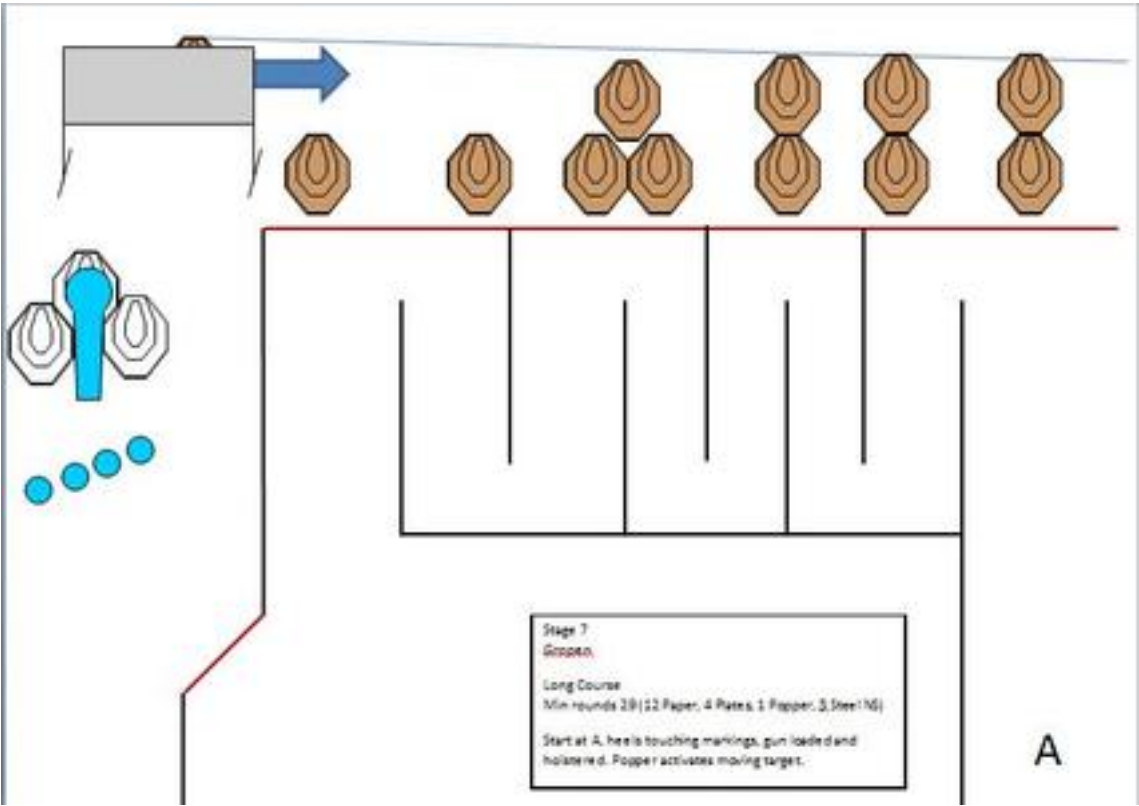 Stage 7
Gropen.
Long Course
Min rounds 29 (12 Paper, 4 Plates, 1 Popper, 3 Steel NS)
Start at A, heels touching markings, gun loaded and
holstered. Popper activates moving target.
A